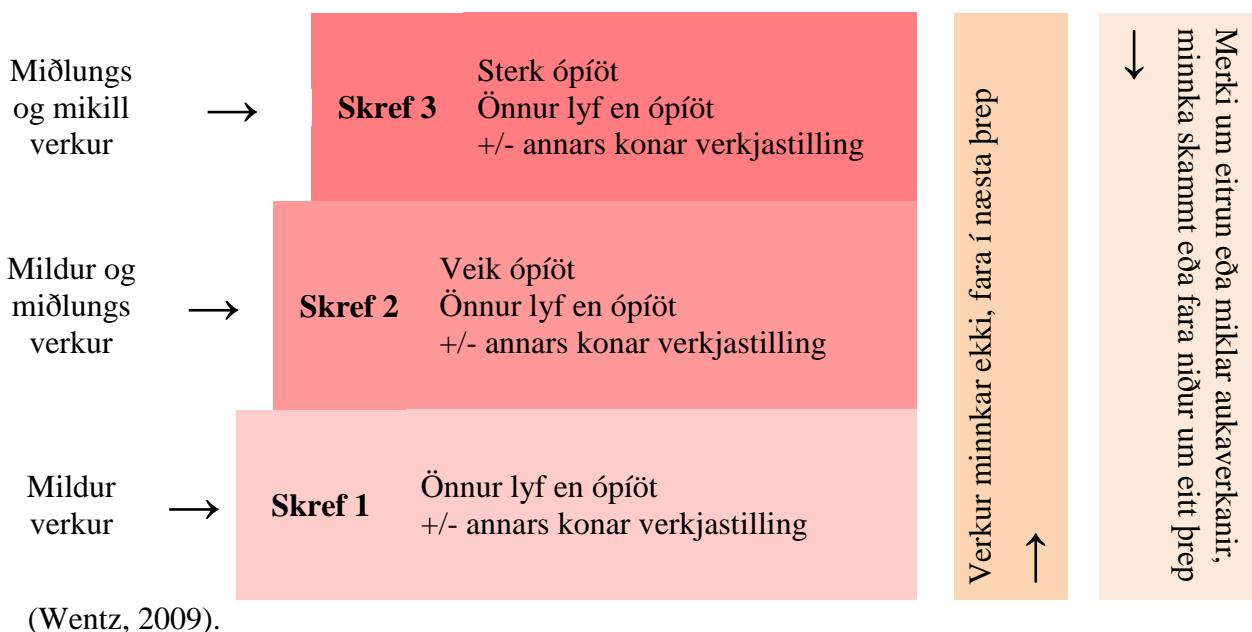 Miðlungs
og mikill
verkur
→
Skref 3
Sterk ópíöt
Önnur lyf en ópíöt
+/- annars konar verkjastilling
Mildur og
miðlungs
verkur
→
Skref 2
Veik ópíöt
Önnur lyf en ópíöt
+/- annars konar verkjastilling
Mildur
verkur
→
Skref 1
Önnur lyf en ópíöt
+/- annars konar verkjastilling
Verkur minnkar ekki, fara í næsta þrep
→
Merki um eitrun eða miklar aukaverkanir,
minnka skammt eða fara niður um eitt þrep
→
(Wentz, 2009).